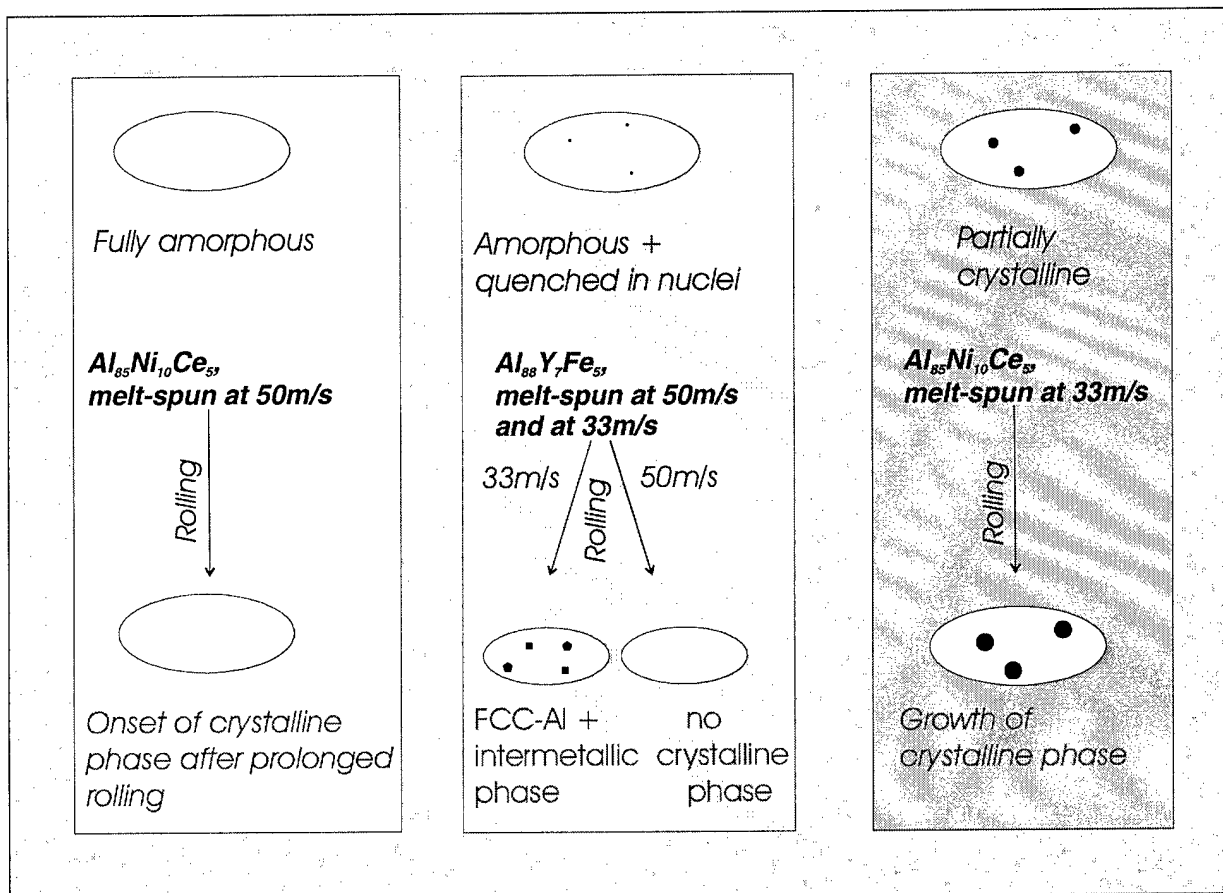 Fully amorphous
Al₈₅Ni₁₀Ce₅,
melt-spun at 50m/s
Rolling
Onset of crystalline
phase after prolonged
rolling
Amorphous +
quenched in nuclei
Al₈₈Y₇Fe₅,
melt-spun at 50m/s
and at 33m/s
33m/s
Rolling
50m/s
FCC-Al +
intermetallic
phase
no
crystalline
phase
Partially
crystalline
Al₈₅Ni₁₀Ce₅,
melt-spun at 33m/s
Rolling
Growth of
crystalline phase